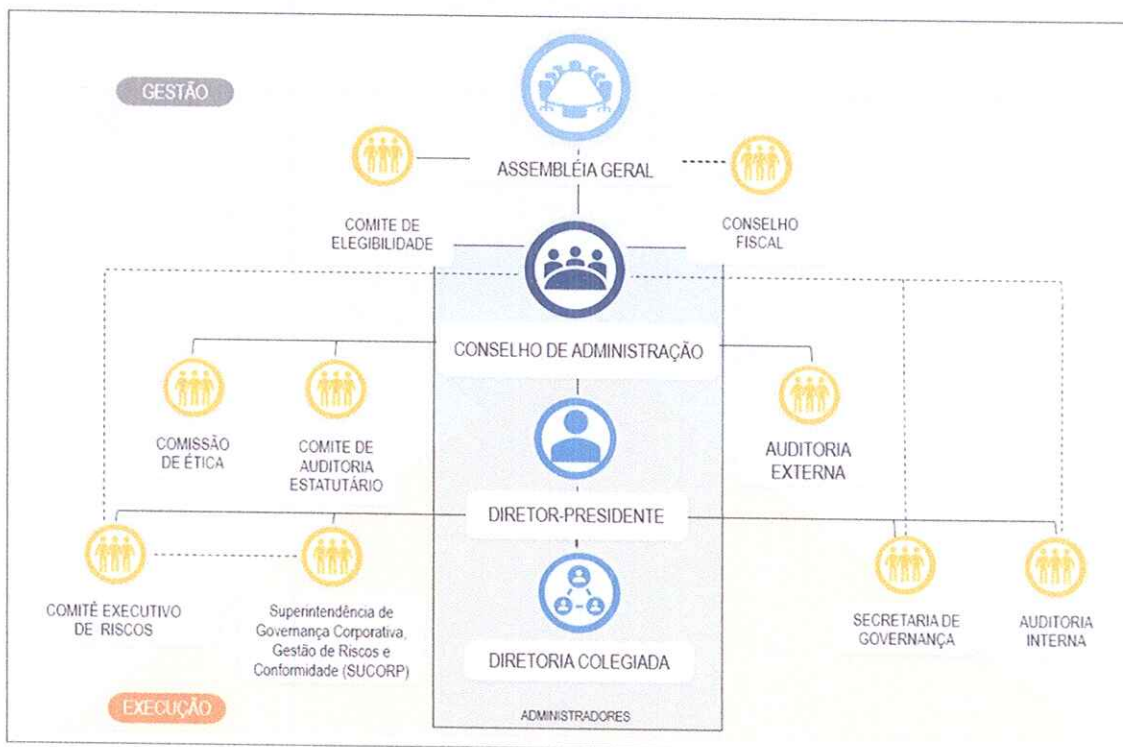 GESTÃO
ASSEMBLÉIA GERAL
COMITE DE
ELEGIBILIDADE
CONSELHO
FISCAL
CONSELHO DE ADMINISTRAÇÃO
COMISSÃO
DE ÉTICA
COMITE DE
AUDITORIA
ESTATUTÁRIO
AUDITORIA
EXTERNA
DIRETOR-PRESIDENTE
COMITÊ EXECUTIVO
DE RISCOS
Superintendência de
Governança Corporativa,
Gestão de Riscos e
Conformidade (SUCORP)
DIRETORIA COLEGIADA
SECRETARIA DE
GOVERNANÇA
AUDITORIA
INTERNA
EXECUÇÃO
ADMINISTRADORES